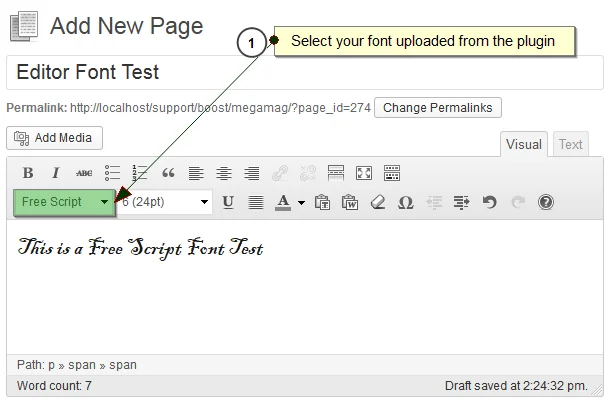 Add New Page
1 Select your font uploaded from the plugin
Editor Font Test
Permalink: http://localhost/support/boost/megamag/?page_id=274 Change Permalinks
Add Media
Visual Text
B I ABC
Free Script 6 (24pt) U A Ω ?
This is a Free Script Font Test
Path: p » span » span
Word count: 7 Draft saved at 2:24:32 pm.